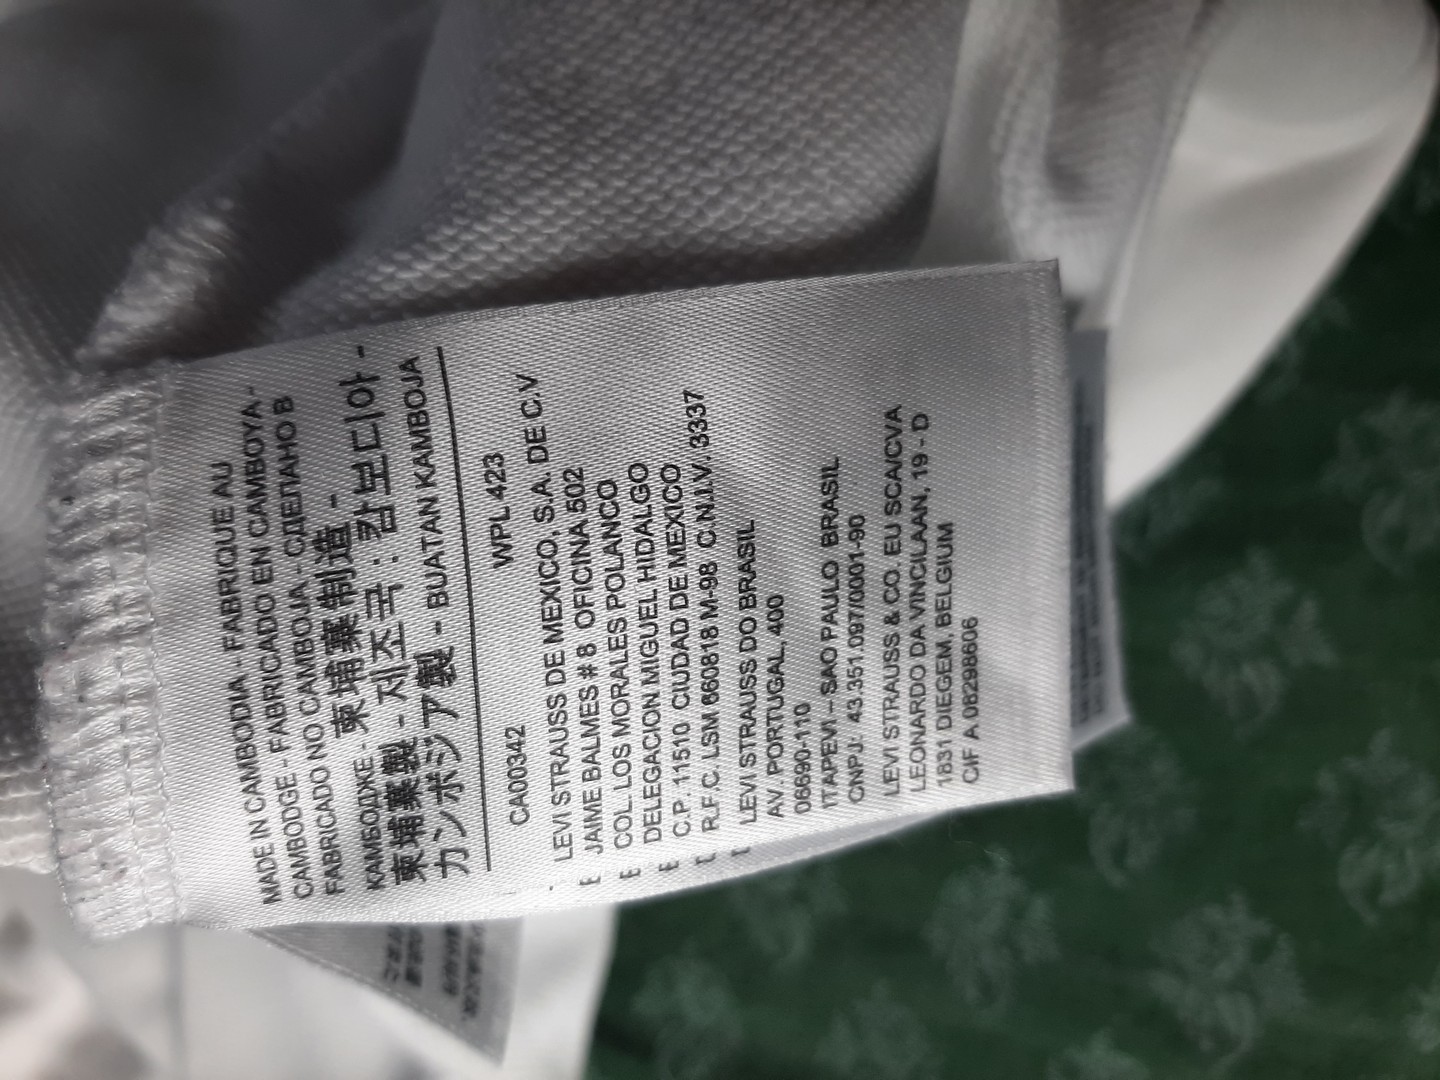 MADE IN CAMBODIA - FABRIQUE AU
CAMBODGE - FABRICADO EN CAMBOYA -
FABRICADO NO CAMBOJA - СДЕПАНО В
КАМБОДЖЕ - 東埔寨制造 -
東埔寨製 - 제조국 : 캄보디아 -
カンボジア製 - BUATAN KAMBOJA
CA00342 WPL 423
LEVI STRAUSS DE MEXICO, S.A. DE C.V
JAIME BALMES # 8 OFICINA 502
COL. LOS MORALES POLANCO
DELEGACION MIGUEL HIDALGO
C.P. 11510 CIUDAD DE MEXICO
R.F.C. LSM 660818 M-98 C.N.I.V. 3337
LEVI STRAUSS DO BRASIL
AV PORTUGAL, 400
06690-110
ITAPEVI – SAO PAULO BRASIL
CNPJ: 43.351.097/0001-90
LEVI STRAUSS & CO. EU SCA/CVA
LEONARDO DA VINCILAAN, 19 - D
1831 DIEGEM, BELGIUM
CIF A 08298606